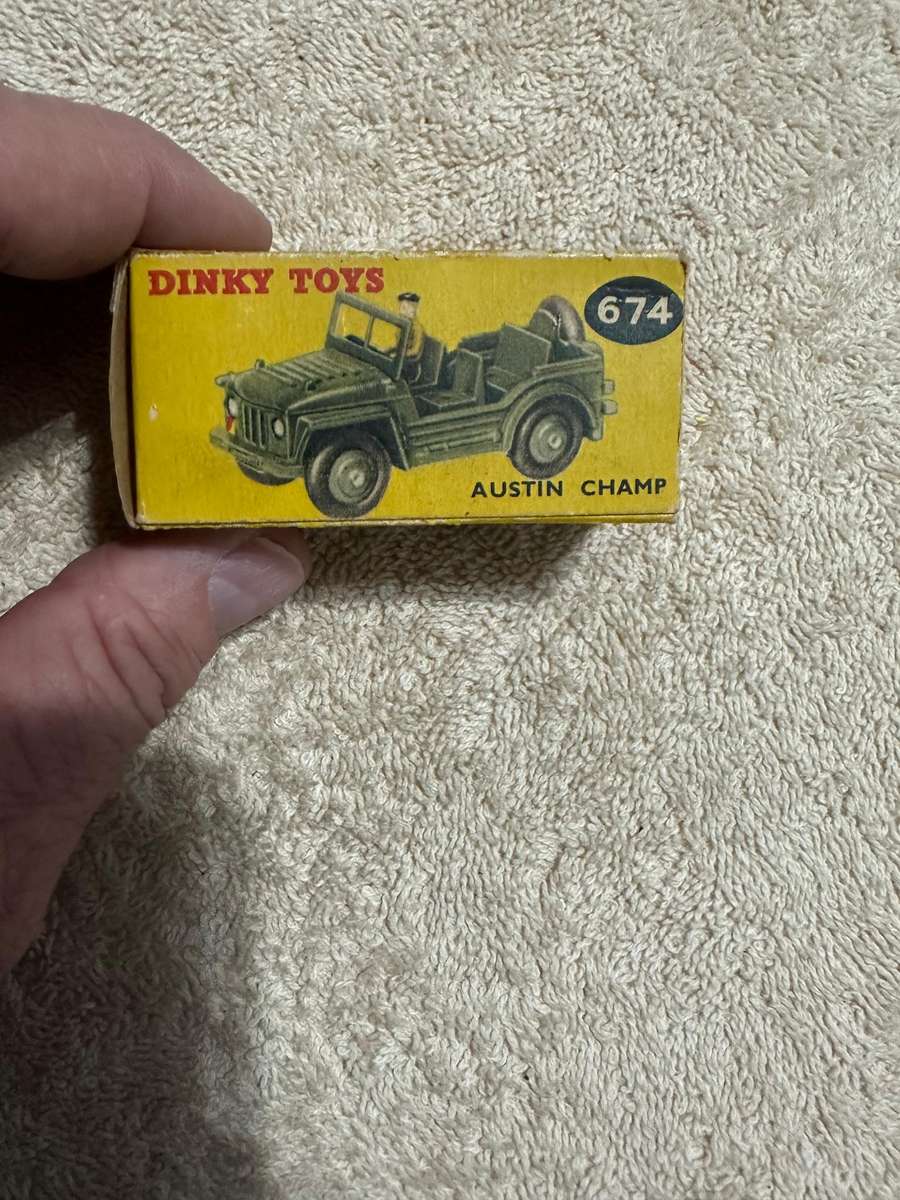 DINKY TOYS
674
AUSTIN CHAMP